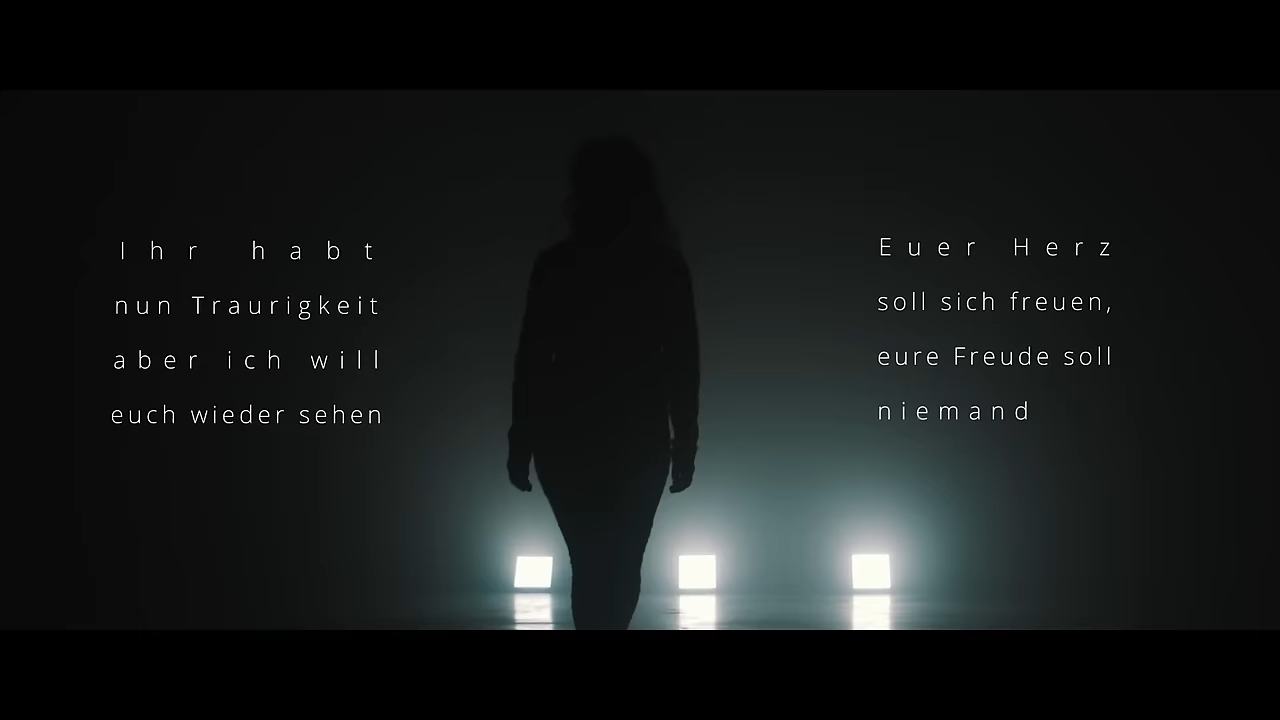 Ihr habt
nun Traurigkeit
aber ich will
euch wieder sehen
Euer Herz
soll sich freuen,
eure Freude soll
niemand